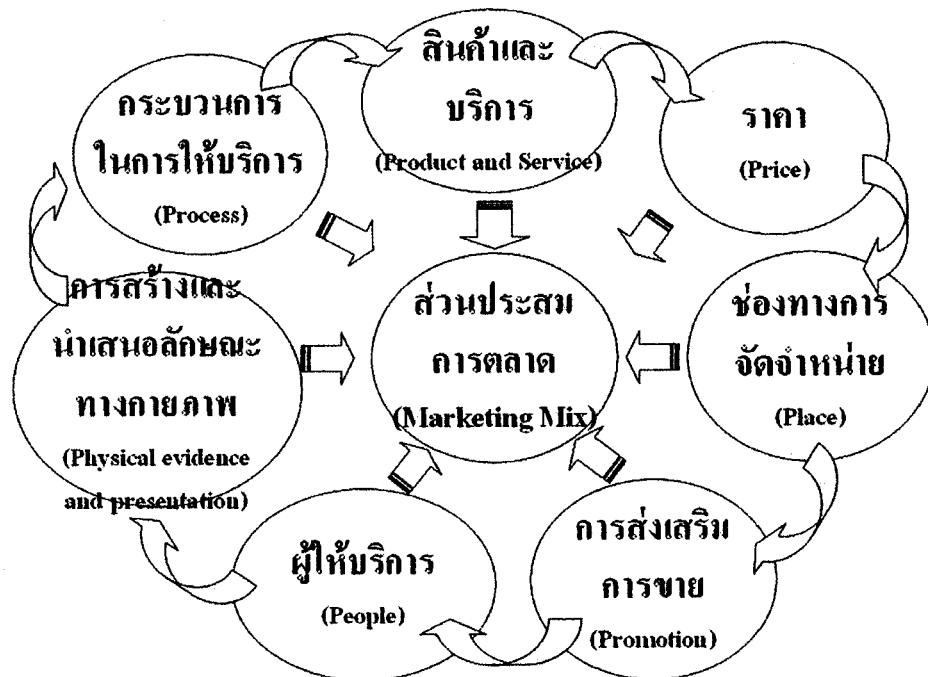 สินค้าและ
บริการ
(Product and Service)
ราคา
(Price)
ช่องทางการ
จัดจำหน่าย
(Place)
การส่งเสริม
การขาย
(Promotion)
ผู้ให้บริการ
(People)
การสร้างและ
นำเสนอลักษณะ
ทางกายภาพ
(Physical evidence
and presentation)
กระบวนการ
ในการให้บริการ
(Process)
ส่วนประสม
การตลาด
(Marketing Mix)